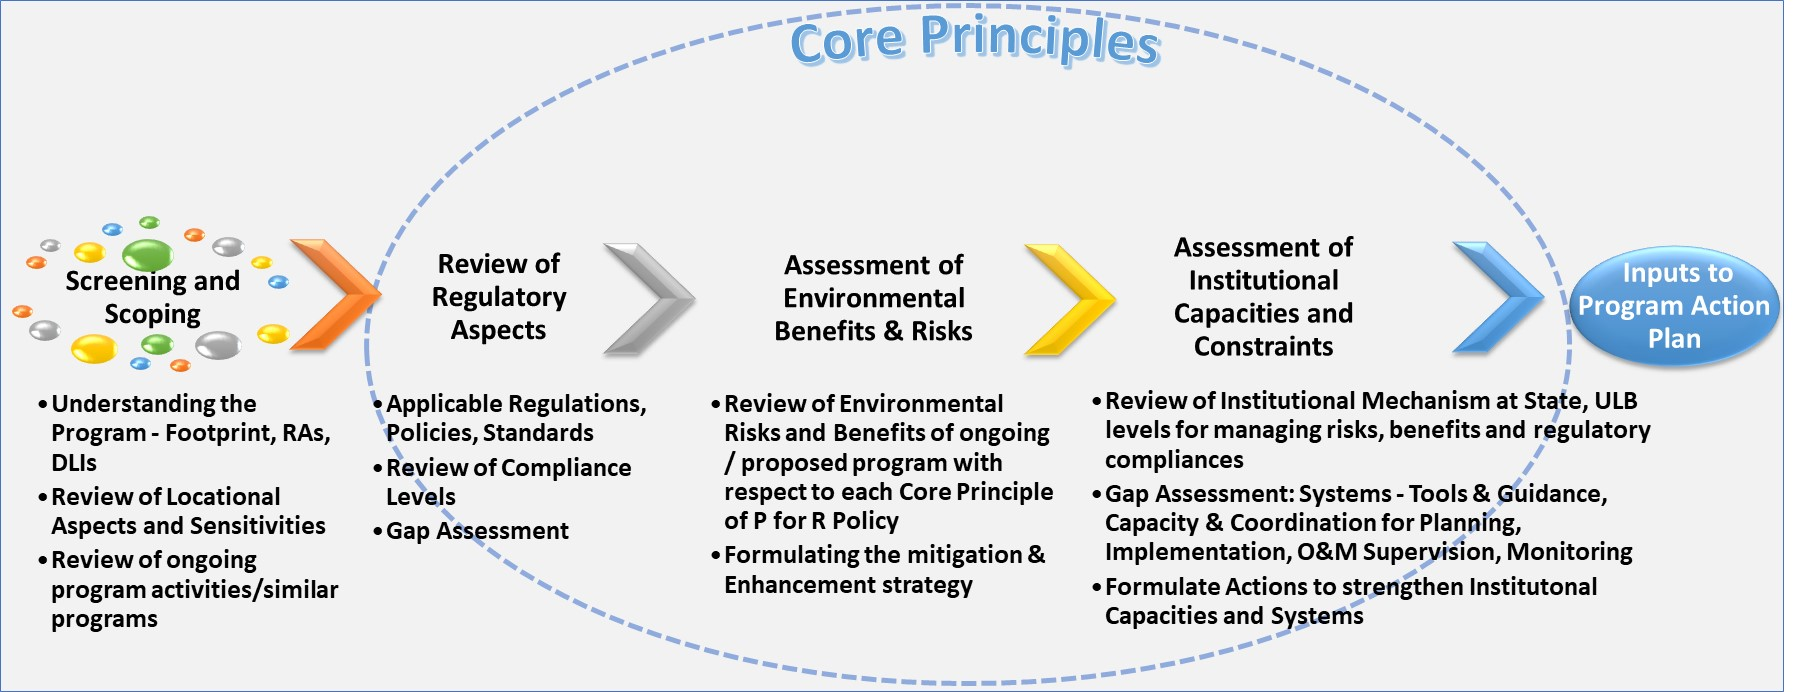 Core Principles
Screening and
Scoping
•Understanding the
Program - Footprint, RAs,
DLIs
•Review of Locational
Aspects and Sensitivities
•Review of ongoing
program activities/similar
programs
Review of
Regulatory
Aspects
•Applicable Regulations,
Policies, Standards
•Review of Compliance
Levels
•Gap Assessment
Assessment of
Environmental
Benefits & Risks
•Review of Environmental
Risks and Benefits of ongoing
/ proposed program with
respect to each Core Principle
of P for R Policy
•Formulating the mitigation &
Enhancement strategy
Assessment of
Institutional
Capacities and
Constraints
•Review of Institutional Mechanism at State, ULB
levels for managing risks, benefits and regulatory
compliances
•Gap Assessment: Systems - Tools & Guidance,
Capacity & Coordination for Planning,
Implementation, O&M Supervision, Monitoring
•Formulate Actions to strengthen Institutonal
Capacities and Systems
Inputs to
Program Action
Plan